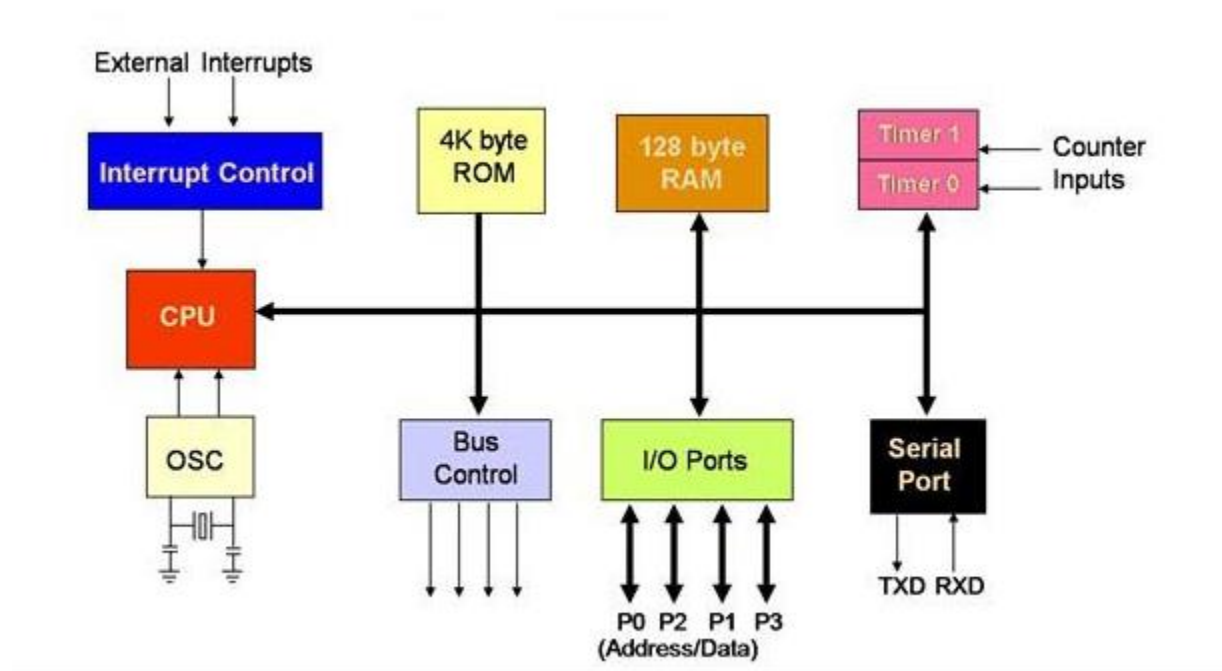 External Interrupts
Interrupt Control
4K byte
ROM
128 byte
RAM
Timer 1
Timer 0
Counter
Inputs
CPU
OSC
Bus
Control
I/O Ports
Serial
Port
TXD RXD
P0 P2 P1 P3
(Address/Data)